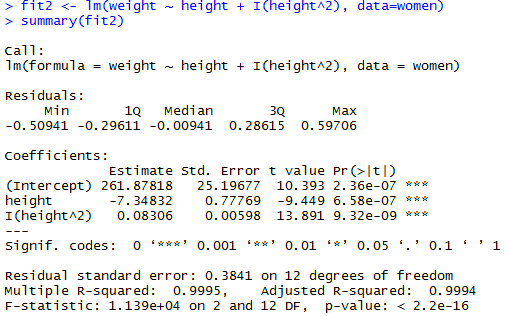 > fit2 <- lm(weight ~ height + I(height^2), data=women)
> summary(fit2)
Call:
lm(formula = weight ~ height + I(height^2), data = women)
Residuals:
     Min       1Q   Median       3Q      Max
-0.50941 -0.29611 -0.00941  0.28615  0.59706
Coefficients:
             Estimate Std. Error t value Pr(>|t|)
(Intercept) 261.87818   25.19677  10.393 2.36e-07 ***
height       -7.34832    0.77769  -9.449 6.58e-07 ***
I(height^2)   0.08306    0.00598  13.891 9.32e-09 ***
---
Signif. codes:  0 ‘***’ 0.001 ‘**’ 0.01 ‘*’ 0.05 ‘.’ 0.1 ‘ ’ 1
Residual standard error: 0.3841 on 12 degrees of freedom
Multiple R-squared:  0.9995,    Adjusted R-squared:  0.9994
F-statistic: 1.139e+04 on 2 and 12 DF,  p-value: < 2.2e-16